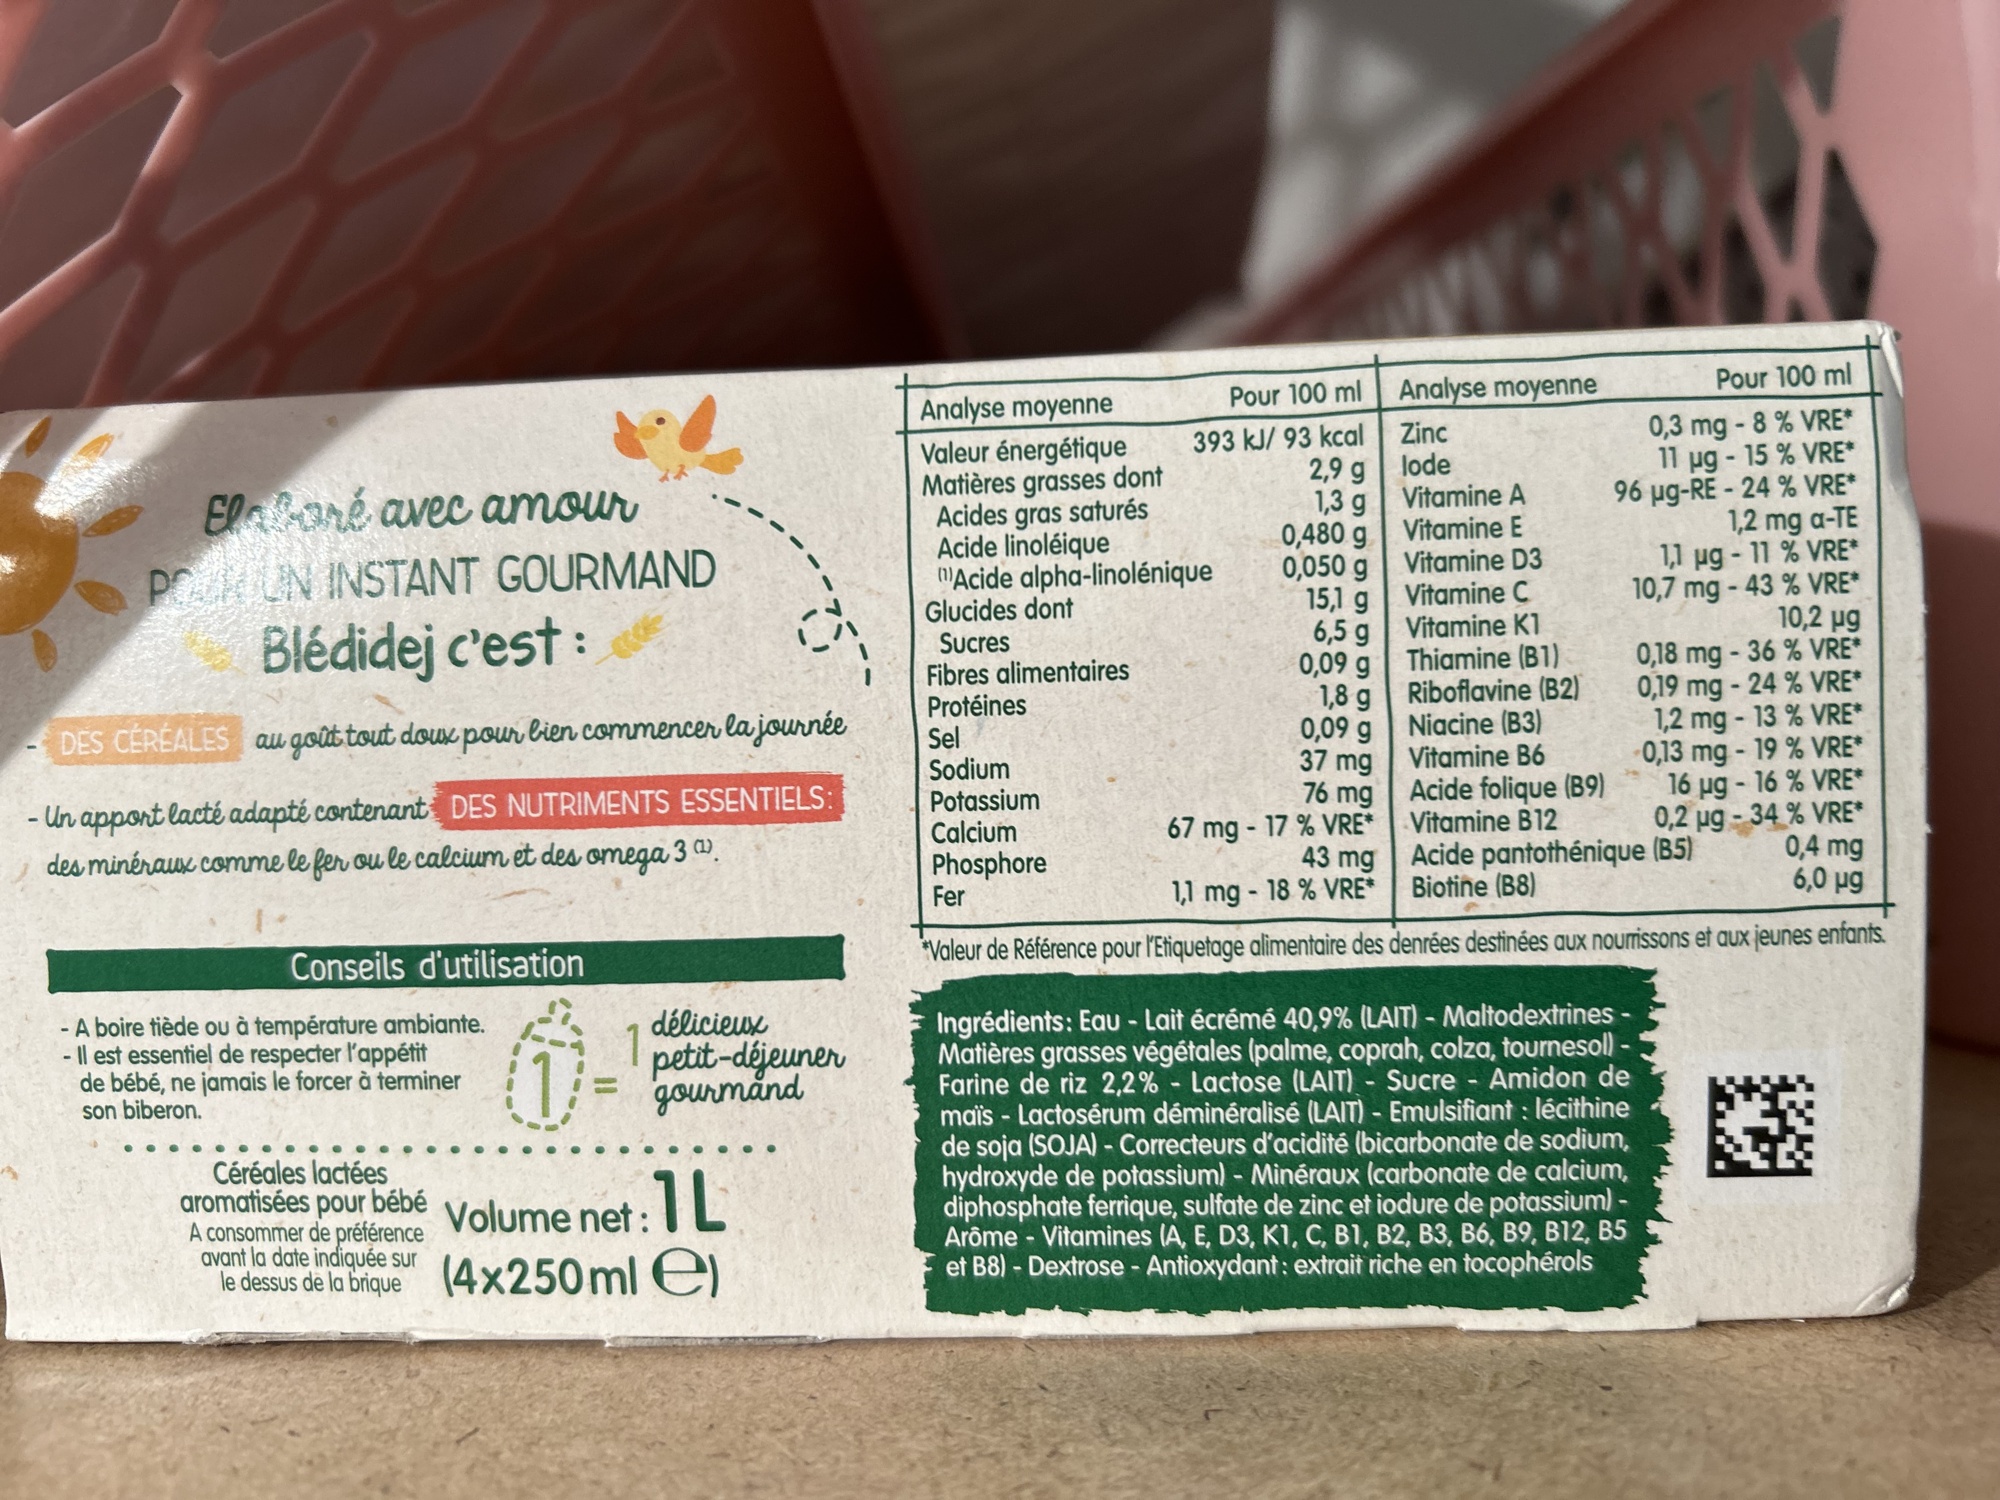 Elaboré avec amour
POUR UN INSTANT GOURMAND
Blédidej c'est :
- DES CÉRÉALES au goût tout doux pour bien commencer la journée
- Un apport lacté adapté contenant DES NUTRIMENTS ESSENTIELS:
des minéraux comme le fer ou le calcium et des omega 3 (1).
Conseils d'utilisation
- A boire tiède ou à température ambiante.
- Il est essentiel de respecter l'appétit
de bébé, ne jamais le forcer à terminer
son biberon.
1 = 1 délicieux
petit-déjeuner
gourmand
Céréales lactées
aromatisées pour bébé
A consommer de préférence
avant la date indiquée sur
le dessus de la brique
Volume net : 1L
(4x250ml e)
Analyse moyenne Pour 100 ml
Valeur énergétique 393 kJ/ 93 kcal
Matières grasses dont 2,9 g
Acides gras saturés 1,3 g
Acide linoléique 0,480 g
(1)Acide alpha-linolénique 0,050 g
Glucides dont 15,1 g
Sucres 6,5 g
Fibres alimentaires 0,09 g
Protéines 1,8 g
Sel 0,09 g
Sodium 37 mg
Potassium 76 mg
Calcium 67 mg - 17 % VRE*
Phosphore 43 mg
Fer 1,1 mg - 18 % VRE*
Analyse moyenne Pour 100 ml
Zinc 0,3 mg - 8 % VRE*
Iode 11 µg - 15 % VRE*
Vitamine A 96 µg-RE - 24 % VRE*
Vitamine E 1,2 mg α-TE
Vitamine D3 1,1 µg - 11 % VRE*
Vitamine C 10,7 mg - 43 % VRE*
Vitamine K1 10,2 µg
Thiamine (B1) 0,18 mg - 36 % VRE*
Riboflavine (B2) 0,19 mg - 24 % VRE*
Niacine (B3) 1,2 mg - 13 % VRE*
Vitamine B6 0,13 mg - 19 % VRE*
Acide folique (B9) 16 µg - 16 % VRE*
Vitamine B12 0,2 µg - 34 % VRE*
Acide pantothénique (B5) 0,4 mg
Biotine (B8) 6,0 µg
*Valeur de Référence pour l'Etiquetage alimentaire des denrées destinées aux nourrissons et aux jeunes enfants.
Ingrédients: Eau - Lait écrémé 40,9% (LAIT) - Maltodextrines -
Matières grasses végétales (palme, coprah, colza, tournesol) -
Farine de riz 2,2% - Lactose (LAIT) - Sucre - Amidon de
maïs - Lactosérum déminéralisé (LAIT) - Emulsifiant : lécithine
de soja (SOJA) - Correcteurs d'acidité (bicarbonate de sodium,
hydroxyde de potassium) - Minéraux (carbonate de calcium,
diphosphate ferrique, sulfate de zinc et iodure de potassium) -
Arôme - Vitamines (A, E, D3, K1, C, B1, B2, B3, B6, B9, B12, B5
et B8) - Dextrose - Antioxydant : extrait riche en tocophérols